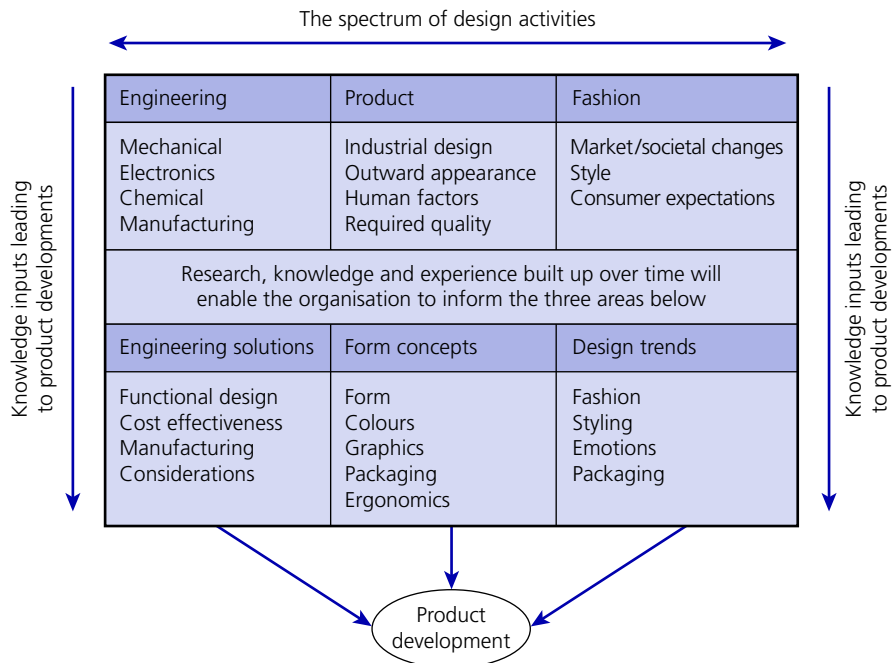 The spectrum of design activities
Knowledge inputs leading
to product developments
Engineering
Product
Fashion
Mechanical
Electronics
Chemical
Manufacturing
Industrial design
Outward appearance
Human factors
Required quality
Market/societal changes
Style
Consumer expectations
Research, knowledge and experience built up over time will
enable the organisation to inform the three areas below
Engineering solutions
Form concepts
Design trends
Functional design
Cost effectiveness
Manufacturing
Considerations
Form
Colours
Graphics
Packaging
Ergonomics
Fashion
Styling
Emotions
Packaging
Knowledge inputs leading
to product developments
Product
development